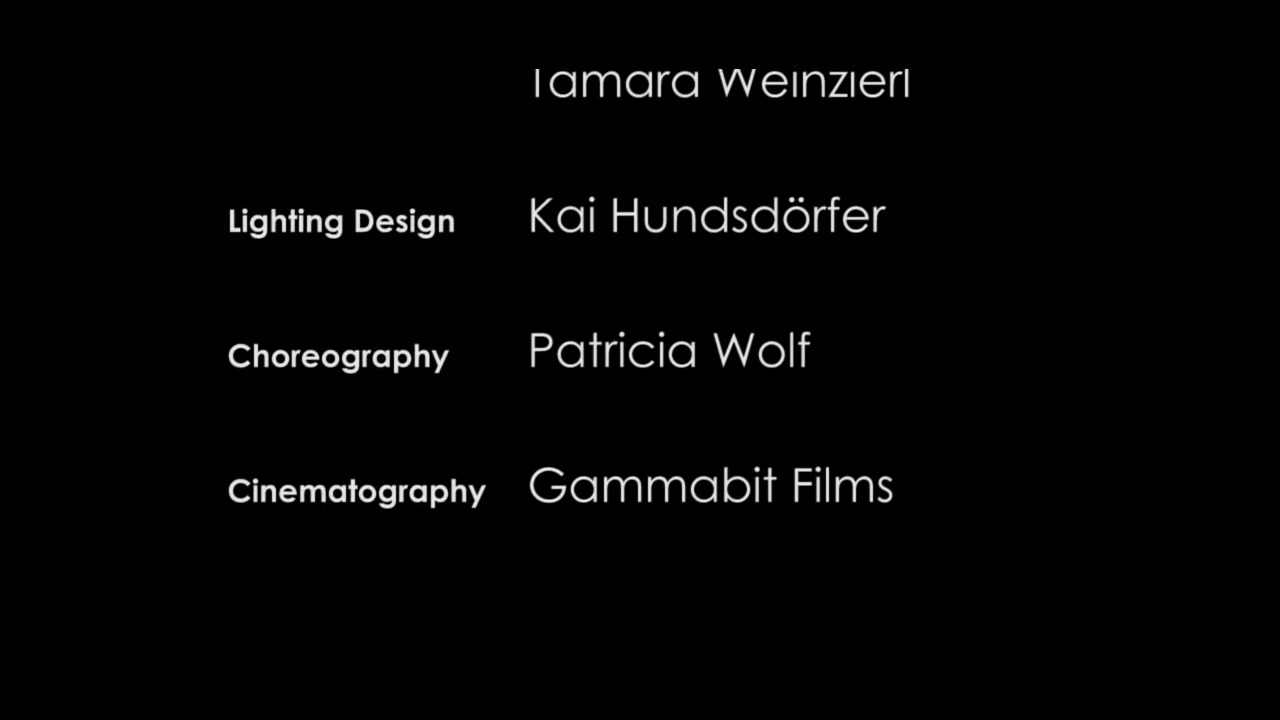 Tamara Weinzierl
Lighting Design Kai Hundsdörfer
Choreography Patricia Wolf
Cinematography Gammabit Films